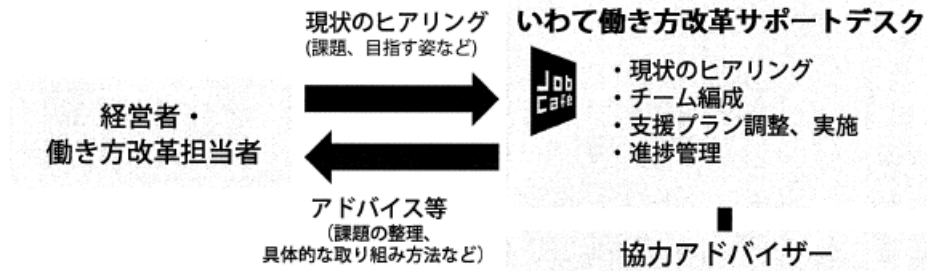 現状のヒアリング
(課題、目指す姿など)
経営者・
働き方改革担当者
アドバイス等
(課題の整理、
具体的な取り組み方法など)
いわて働き方改革サポートデスク
Job
Cafe
・現状のヒアリング
・チーム編成
・支援プラン調整、実施
・進捗管理
協力アドバイザー